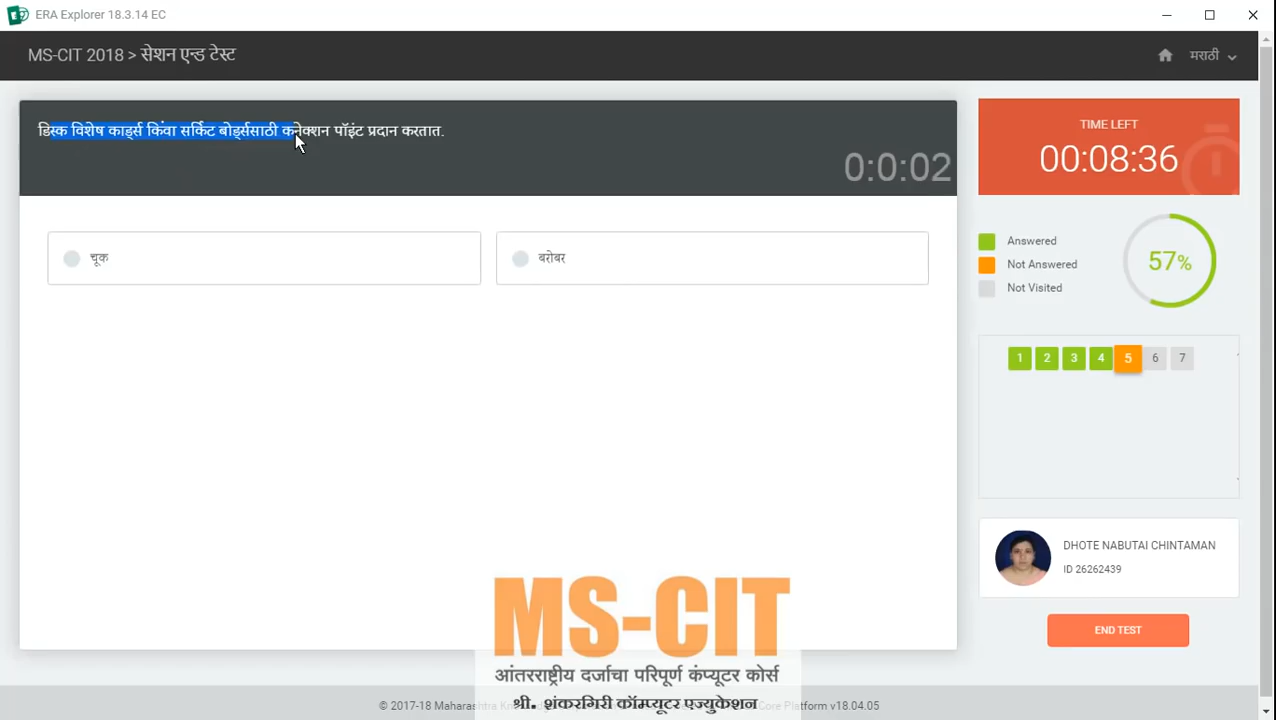 ERA Explorer 18.3.14 EC
MS-CIT 2018 > सेशन एन्ड टेस्ट
मराठी
डिस्क विशेष कार्ड्स किंवा सर्किट बोर्ड्ससाठी कनेक्शन पॉइंट प्रदान करतात.
0:0:02
चूक
बरोबर
TIME LEFT
00:08:36
Answered
Not Answered
Not Visited
57%
1 2 3 4 5 6 7
DHOTE NABUTAI CHINTAMAN
ID 26262439
END TEST
MS-CIT
आंतरराष्ट्रीय दर्जाचा परिपूर्ण कंप्यूटर कोर्स
श्री. शंकरगिरी कॉम्प्यूटर एज्युकेशन
© 2017-18 Maharashtra Core Platform v18.04.05